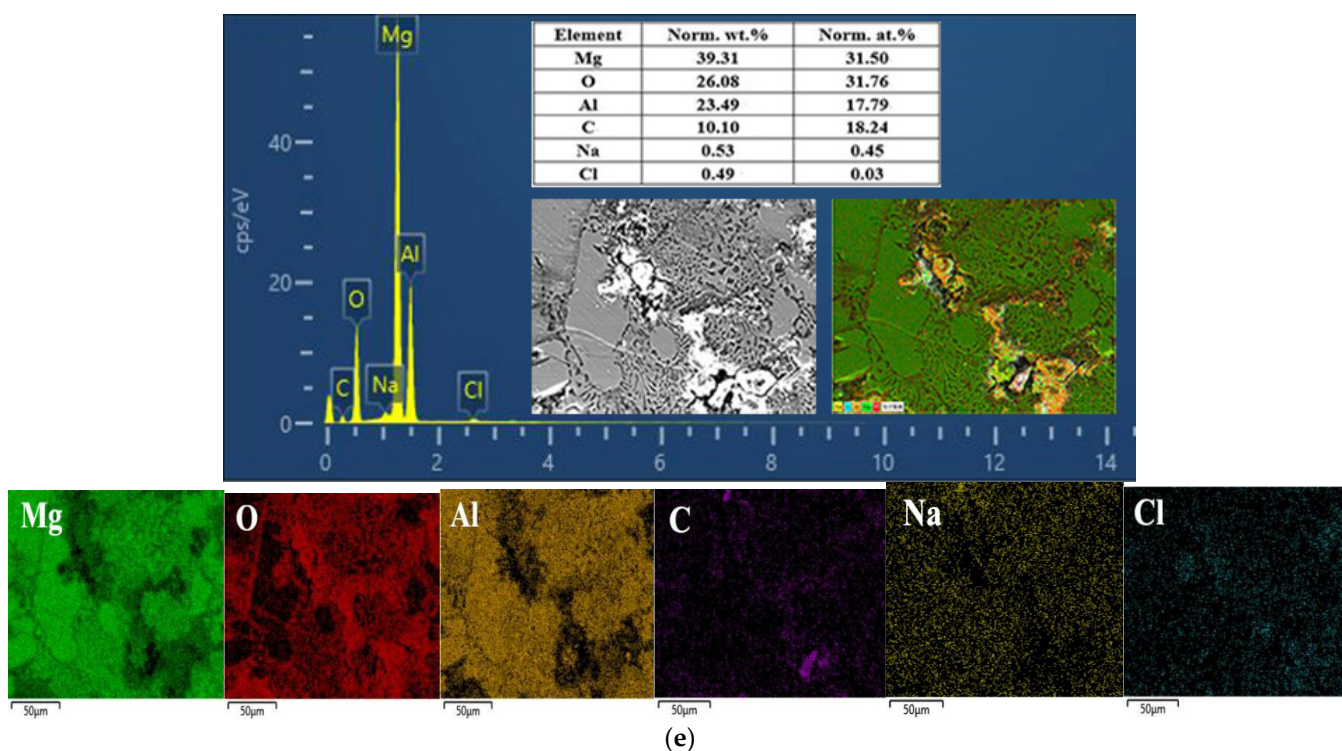 Element Norm. wt.% Norm. at.%
Mg 39.31 31.50
O 26.08 31.76
Al 23.49 17.79
C 10.10 18.24
Na 0.53 0.45
Cl 0.49 0.03
Mg
Al
O
C
Na
Cl
cps/eV
40
20
0
0 2 4 6 8 10 12 14
Mg O Al C Na Cl
50μm 50μm 50μm 50μm 50μm 50μm
(e)